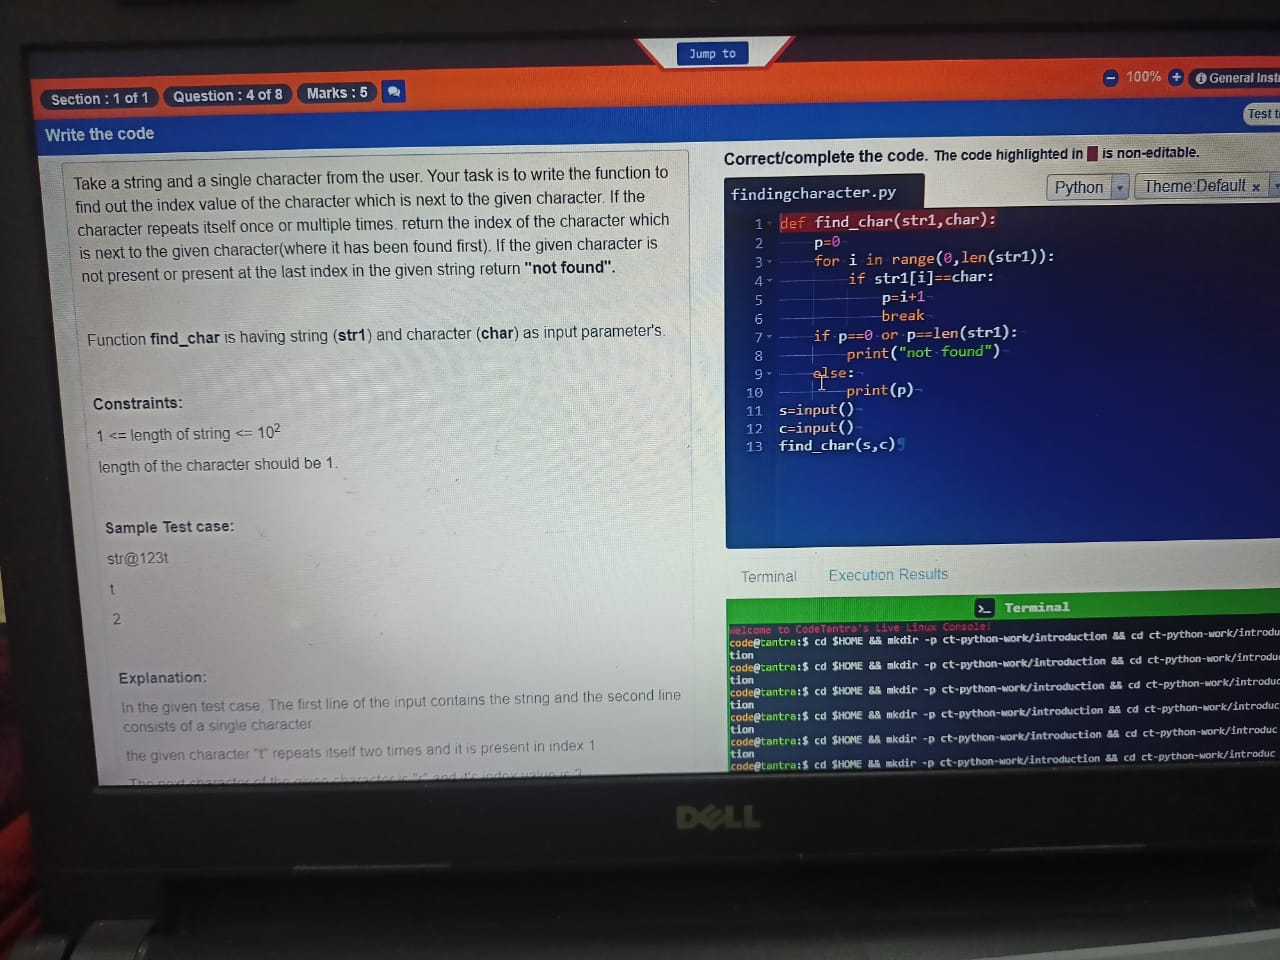 Jump to
Section : 1 of 1 Question : 4 of 8 Marks : 5
100% General Inst
Write the code
Test ti
Take a string and a single character from the user. Your task is to write the function to
find out the index value of the character which is next to the given character. If the
character repeats itself once or multiple times. return the index of the character which
is next to the given character(where it has been found first). If the given character is
not present or present at the last index in the given string return "not found".
Function find_char is having string (str1) and character (char) as input parameter's.
Constraints:
1 <= length of string <= 10²
length of the character should be 1.
Sample Test case:
str@123t
t
2
Explanation:
In the given test case, The first line of the input contains the string and the second line
consists of a single character
the given character "t" repeats itself two times and it is present in index 1
The next character of the given character is "r" and it's index value is 2
Correct/complete the code. The code highlighted in is non-editable.
findingcharacter.py
Python Theme:Default
1 def find_char(str1,char):
2 p=0
3 for i in range(0,len(str1)):
4 if str1[i]==char:
5 p=i+1
6 break
7 if p==0 or p==len(str1):
8 print("not found")
9 else:
10 print(p)
11 s=input()
12 c=input()
13 find_char(s,c)
Terminal Execution Results
>_ Terminal
Welcome to CodeTantra's Live Linux Console!
code@tantra:$ cd $HOME && mkdir -p ct-python-work/introduction && cd ct-python-work/introdu
tion
code@tantra:$ cd $HOME && mkdir -p ct-python-work/introduction && cd ct-python-work/introdu
tion
code@tantra:$ cd $HOME && mkdir -p ct-python-work/introduction && cd ct-python-work/introduc
tion
code@tantra:$ cd $HOME && mkdir -p ct-python-work/introduction && cd ct-python-work/introduc
tion
code@tantra:$ cd $HOME && mkdir -p ct-python-work/introduction && cd ct-python-work/introduc
tion
code@tantra:$ cd $HOME && mkdir -p ct-python-work/introduction && cd ct-python-work/introduc
DELL